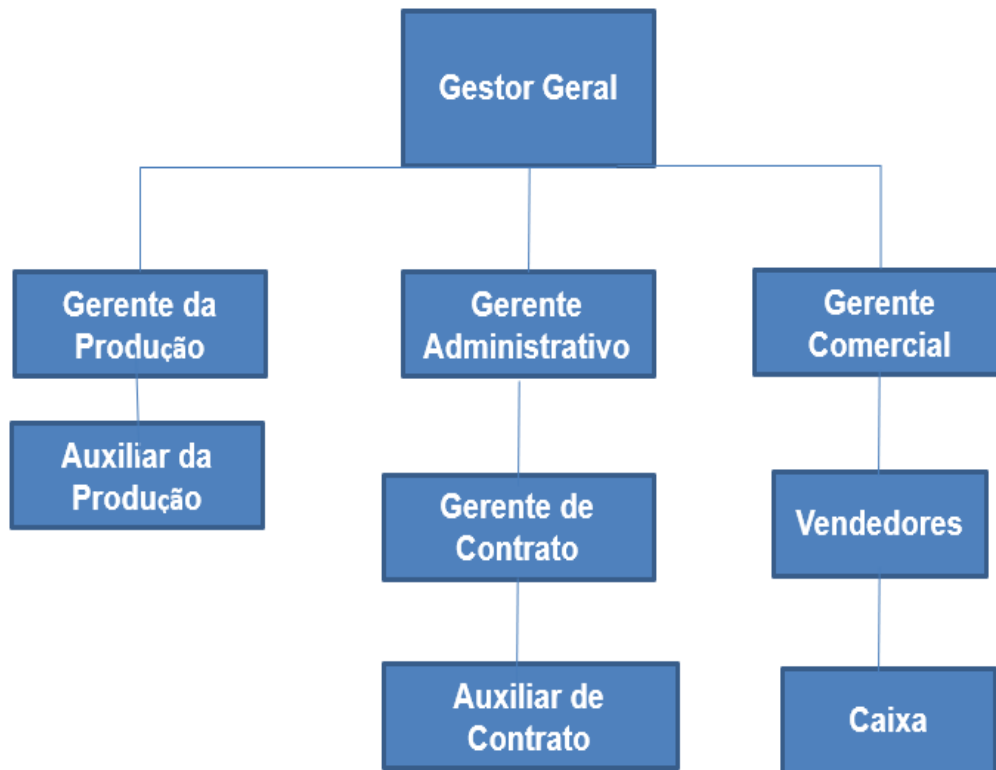 Gestor Geral
Gerente da
Produção
Gerente
Administrativo
Gerente
Comercial
Auxiliar da
Produção
Gerente de
Contrato
Vendedores
Auxiliar de
Contrato
Caixa